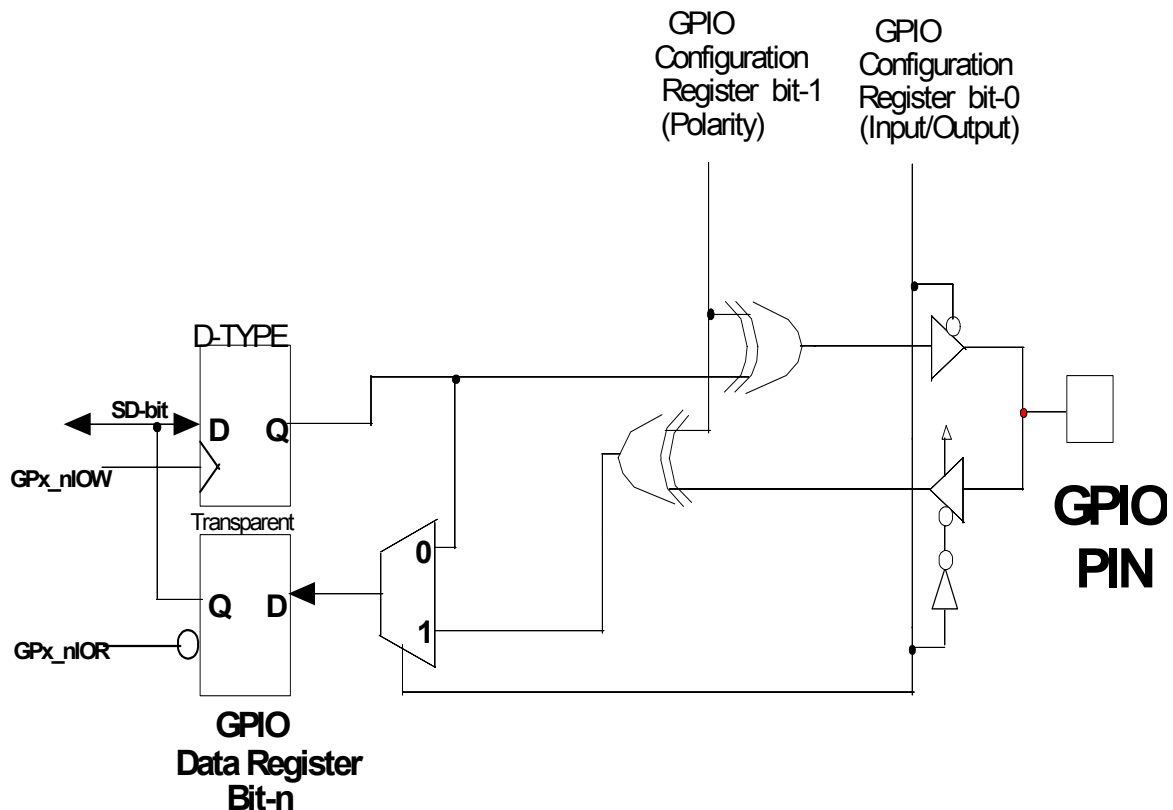 GPIO
Configuration
Register bit-1
(Polarity)
GPIO
Configuration
Register bit-0
(Input/Output)
D-TYPE
SD-bit
D Q
GPx_nIOW
Transparent
Q D
GPx_nIOR
0
1
GPIO
PIN
GPIO
Data Register
Bit-n